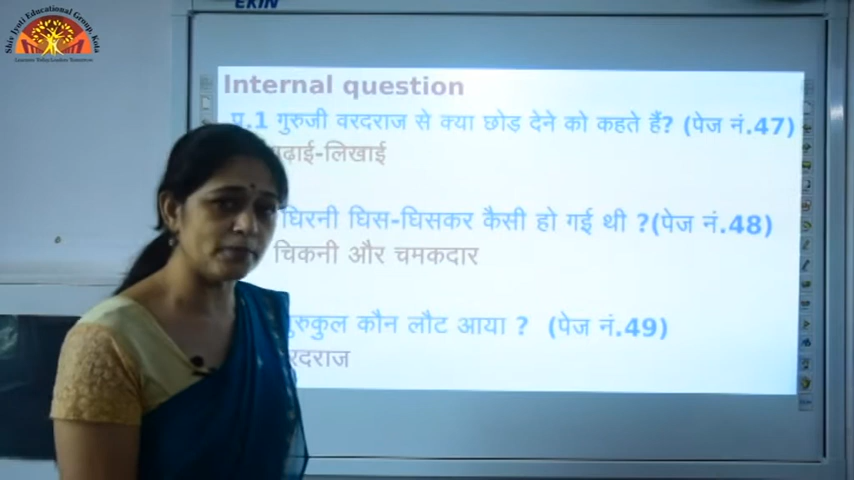 Shiv Jyoti Educational Group, Kota
EKIN
Internal question
प्र.1 गुरुजी वरदराज से क्या छोड़ देने को कहते हैं? (पेज नं.47)
पढ़ाई-लिखाई
घिरनी घिस-घिसकर कैसी हो गई थी ?(पेज नं.48)
चिकनी और चमकदार
गुरुकुल कौन लौट आया ? (पेज नं.49)
वरदराज